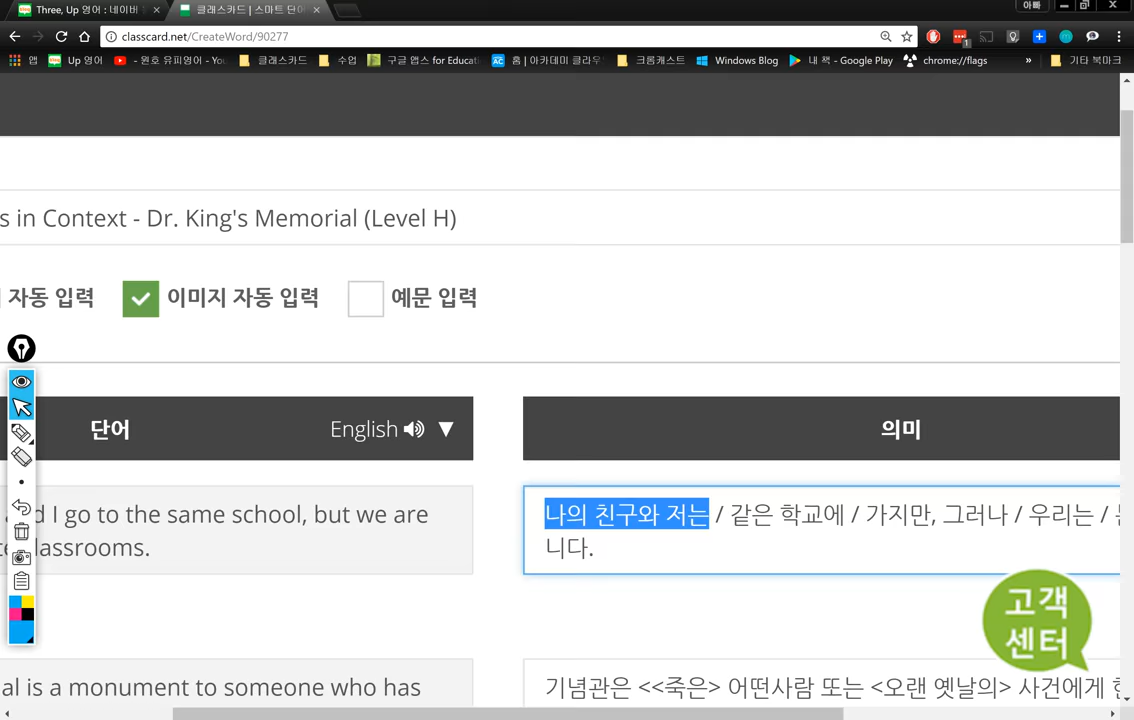 Three, Up 영어 : 네이버
클래스카드 | 스마트 단어
아빠
classcard.net/CreateWord/90277
앱
Up 영어
- 원호 유피영어 - You
클래스카드
수업
구글 앱스 for Educati
홈 | 아카데미 클라우
크롬캐스트
Windows Blog
내 책 - Google Play
chrome://flags
»
기타 북마크
s in Context - Dr. King's Memorial (Level H)
자동 입력
이미지 자동 입력
예문 입력
단어
English
의미
d I go to the same school, but we are
assrooms.
나의 친구와 저는 / 같은 학교에 / 가지만, 그러나 / 우리는 /
니다.
고객
센터
al is a monument to someone who has
기념관은 <<죽은> 어떤사람 또는 <오랜 옛날의> 사건에게